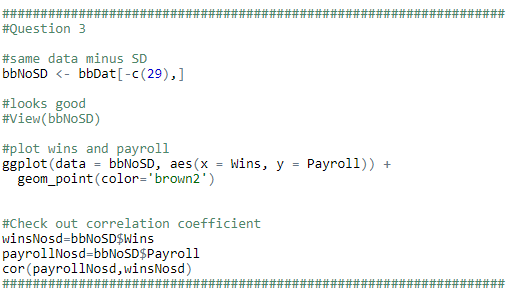 ##################################################################
#Question 3
#same data minus SD
bbNoSD <- bbDat[-c(29),]
#looks good
#View(bbNoSD)
#plot wins and payroll
ggplot(data = bbNoSD, aes(x = Wins, y = Payroll)) +
  geom_point(color='brown2')
#Check out correlation coefficient
winsNosd=bbNoSD$Wins
payrollNosd=bbNoSD$Payroll
cor(payrollNosd,winsNosd)
##################################################################